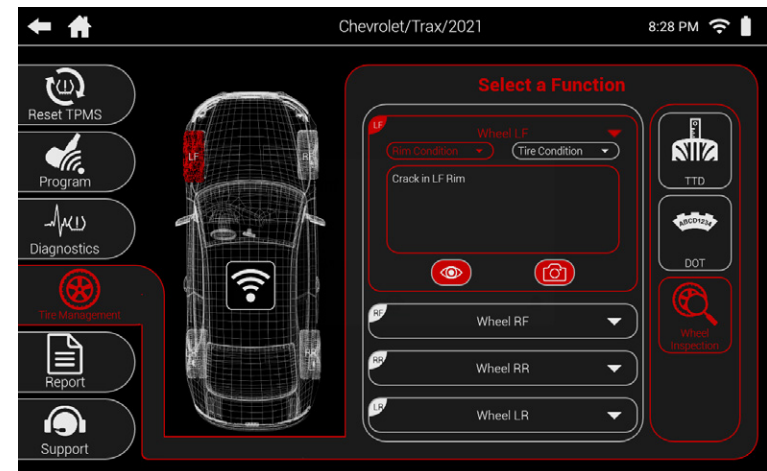 Chevrolet/Trax/2021
8:28 PM
Reset TPMS
Program
Diagnostics
Tire Management
Report
Support
LF
RF
RR
Select a Function
LF
Wheel LF
Rim Condition
Tire Condition
Crack in LF Rim
RF
Wheel RF
RR
Wheel RR
LR
Wheel LR
TTD
ABCD1234
DOT
Wheel
Inspection